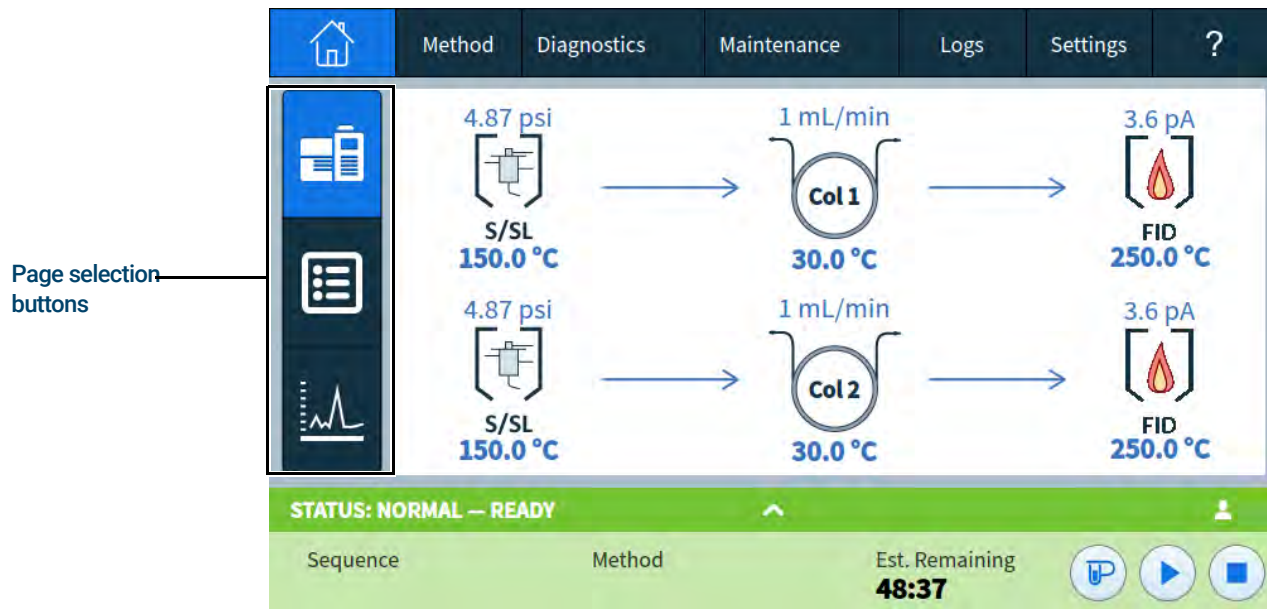 Method
Diagnostics
Maintenance
Logs
Settings
?
Page selection
buttons
4.87 psi
1 mL/min
3.6 pA
Col 1
S/SL
FID
150.0 °C
30.0 °C
250.0 °C
4.87 psi
1 mL/min
3.6 pA
Col 2
S/SL
FID
150.0 °C
30.0 °C
250.0 °C
STATUS: NORMAL — READY
Sequence
Method
Est. Remaining
48:37